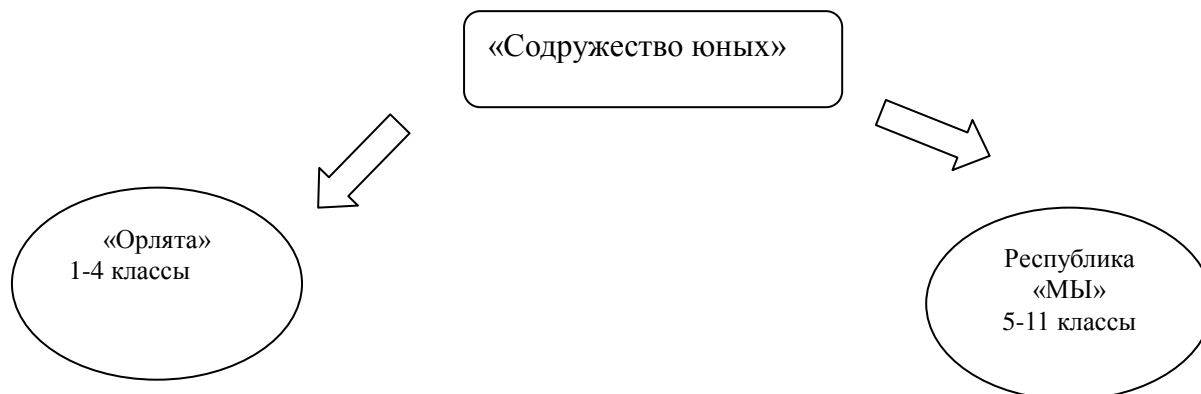 «Содружество юных»
«Орлята»
1-4 классы
Республика
«МЫ»
5-11 классы